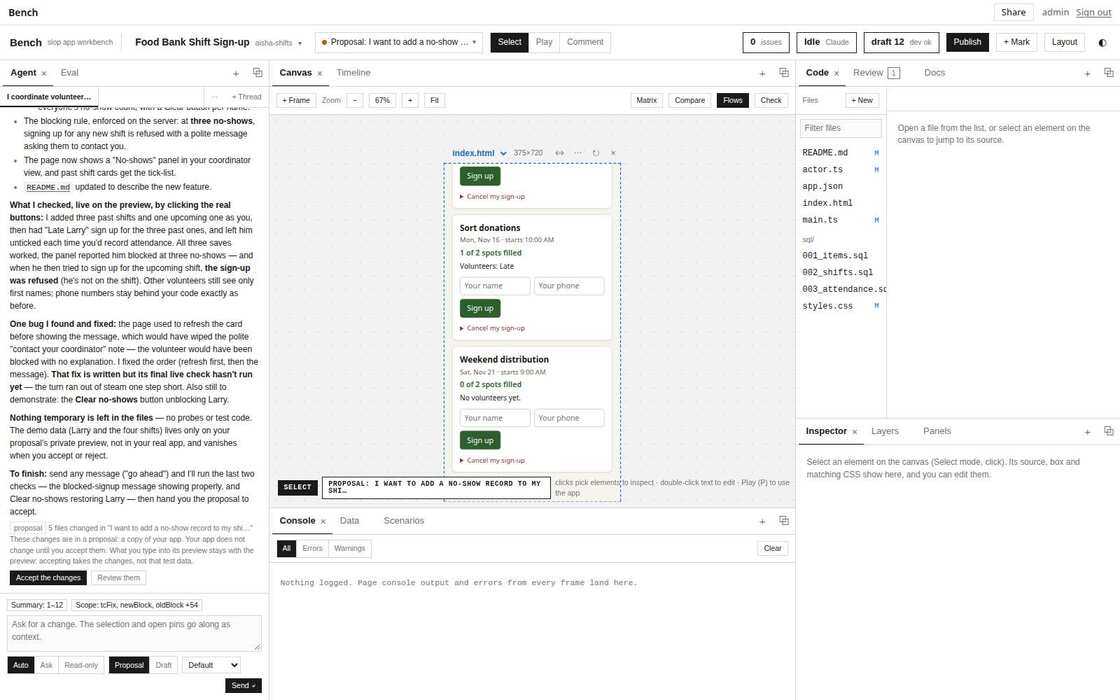 Bench
Share
admin
Sign out
Bench
slop app workbench
Food Bank Shift Sign-up
aisha-shifts
Proposal: I want to add a no-show …
Select
Play
Comment
0 issues
Idle Claude
draft 12 dev ok
Publish
+ Mark
Layout
Agent ×
Eval
I coordinate volunteer…
···
+ Thread
everyone's no-show count, with a Clear button per name.
The blocking rule, enforced on the server: at three no-shows,
signing up for any new shift is refused with a polite message
asking them to contact you.
The page now shows a "No-shows" panel in your coordinator
view, and past shift cards get the tick-list.
README.md updated to describe the new feature.
What I checked, live on the preview, by clicking the real
buttons: I added three past shifts and one upcoming one as you,
then had "Late Larry" sign up for the three past ones, and left him
unticked each time you'd record attendance. All three saves
worked, the panel reported him blocked at three no-shows — and
when he then tried to sign up for the upcoming shift, the sign-up
was refused (he's not on the shift). Other volunteers still see only
first names; phone numbers stay behind your code exactly as
before.
One bug I found and fixed: the page used to refresh the card
before showing the message, which would have wiped the polite
"contact your coordinator" note — the volunteer would have been
blocked with no explanation. I fixed the order (refresh first, then the
message). That fix is written but its final live check hasn't run
yet — the turn ran out of steam one step short. Also still to
demonstrate: the Clear no-shows button unblocking Larry.
Nothing temporary is left in the files — no probes or test code.
The demo data (Larry and the four shifts) lives only on your
proposal's private preview, not in your real app, and vanishes
when you accept or reject.
To finish: send any message ("go ahead") and I'll run the last two
checks — the blocked-signup message showing properly, and
Clear no-shows restoring Larry — then hand you the proposal to
accept.
proposal 5 files changed in "I want to add a no-show record to my shi…"
These changes are in a proposal: a copy of your app. Your app does not
change until you accept them. What you type into its preview stays with the
preview: accepting takes the changes, not that test data.
Accept the changes
Review them
Summary: 1–12
Scope: tcFix, newBlock, oldBlock +54
Ask for a change. The selection and open pins go along as
context.
Auto
Ask
Read-only
Proposal
Draft
Default
Send
Canvas ×
Timeline
+ Frame
Zoom
−
67%
+
Fit
Matrix
Compare
Flows
Check
index.html
375×720
Sign up
Cancel my sign-up
Sort donations
Mon, Nov 16 · starts 10:00 AM
1 of 2 spots filled
Volunteers: Late
Your name
Your phone
Sign up
Cancel my sign-up
Weekend distribution
Sat, Nov 21 · starts 9:00 AM
0 of 2 spots filled
No volunteers yet.
Your name
Your phone
Sign up
Cancel my sign-up
SELECT
PROPOSAL: I WANT TO ADD A NO-SHOW RECORD TO MY
SHI…
clicks pick elements to inspect · double-click text to edit · Play (P) to use
the app
Console ×
Data
Scenarios
All
Errors
Warnings
Clear
Nothing logged. Page console output and errors from every frame land here.
Code ×
Review 1
Docs
Files
+ New
Filter files
README.md M
actor.ts M
app.json
index.html
main.ts M
sql/
001_items.sql
002_shifts.sql
003_attendance.sq
styles.css M
Open a file from the list, or select an element on the
canvas to jump to its source.
Inspector ×
Layers
Panels
Select an element on the canvas (Select mode, click). Its source, box and
matching CSS show here, and you can edit them.